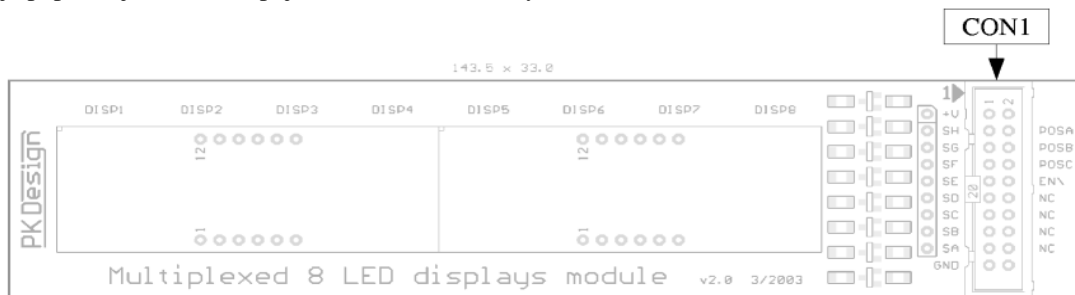 CON1
143.5 x 33.0
DISP1 DISP2 DISP3 DISP4 DISP5 DISP6 DISP7 DISP8
1
1 2
+V
SH POSA
SG POSB
SF POSC
SE EN\
SD NC
SC NC
SB NC
SA NC
GND
20
12
12
1
1
PK Design
Multiplexed 8 LED displays module v2.0 3/2003